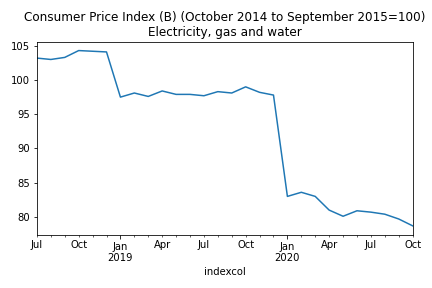 Consumer Price Index (B) (October 2014 to September 2015=100)
Electricity, gas and water
105
100
95
90
85
80
Jul Oct Jan Apr Jul Oct Jan Apr Jul Oct
2019 2020
indexcol